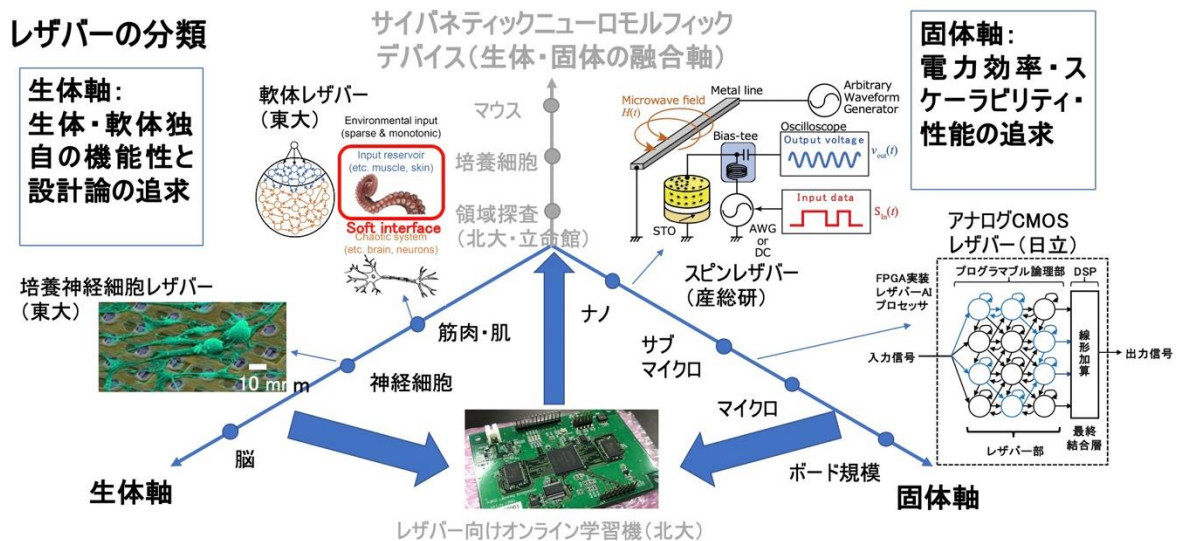 レザバーの分類
生体軸：
生体・軟体独
自の機能性と
設計論の追求
サイバネティックニューロモルフィック
デバイス（生体・固体の融合軸）
マウス
培養細胞
領域探査
（北大・立命館）
固体軸：
電力効率・ス
ケーラビリティ・
性能の追求
軟体レザバー
（東大）
Environmental input
(sparse & monotonic)
Input reservoir
(etc. muscle, skin)
Soft interface
Chaotic system
(etc. brain, neurons)
Metal line
Microwave field
H(t)
Arbitrary
Waveform
Generator
Bias-tee
Oscilloscope
Output voltage
vout(t)
Input data
Sin(t)
STO
AWG
or
DC
スピンレザバー
（産総研）
アナログCMOS
レザバー（日立）
FPGA実装
レザバーAI
プロセッサ
プログラマブル論理部
DSP
入力信号
線形加算
出力信号
レザバー部
最終
結合層
培養神経細胞レザバー
（東大）
10 mm m
筋肉・肌
神経細胞
脳
生体軸
ナノ
サブ
マイクロ
マイクロ
ボード規模
固体軸
レザバー向けオンライン学習機（北大）